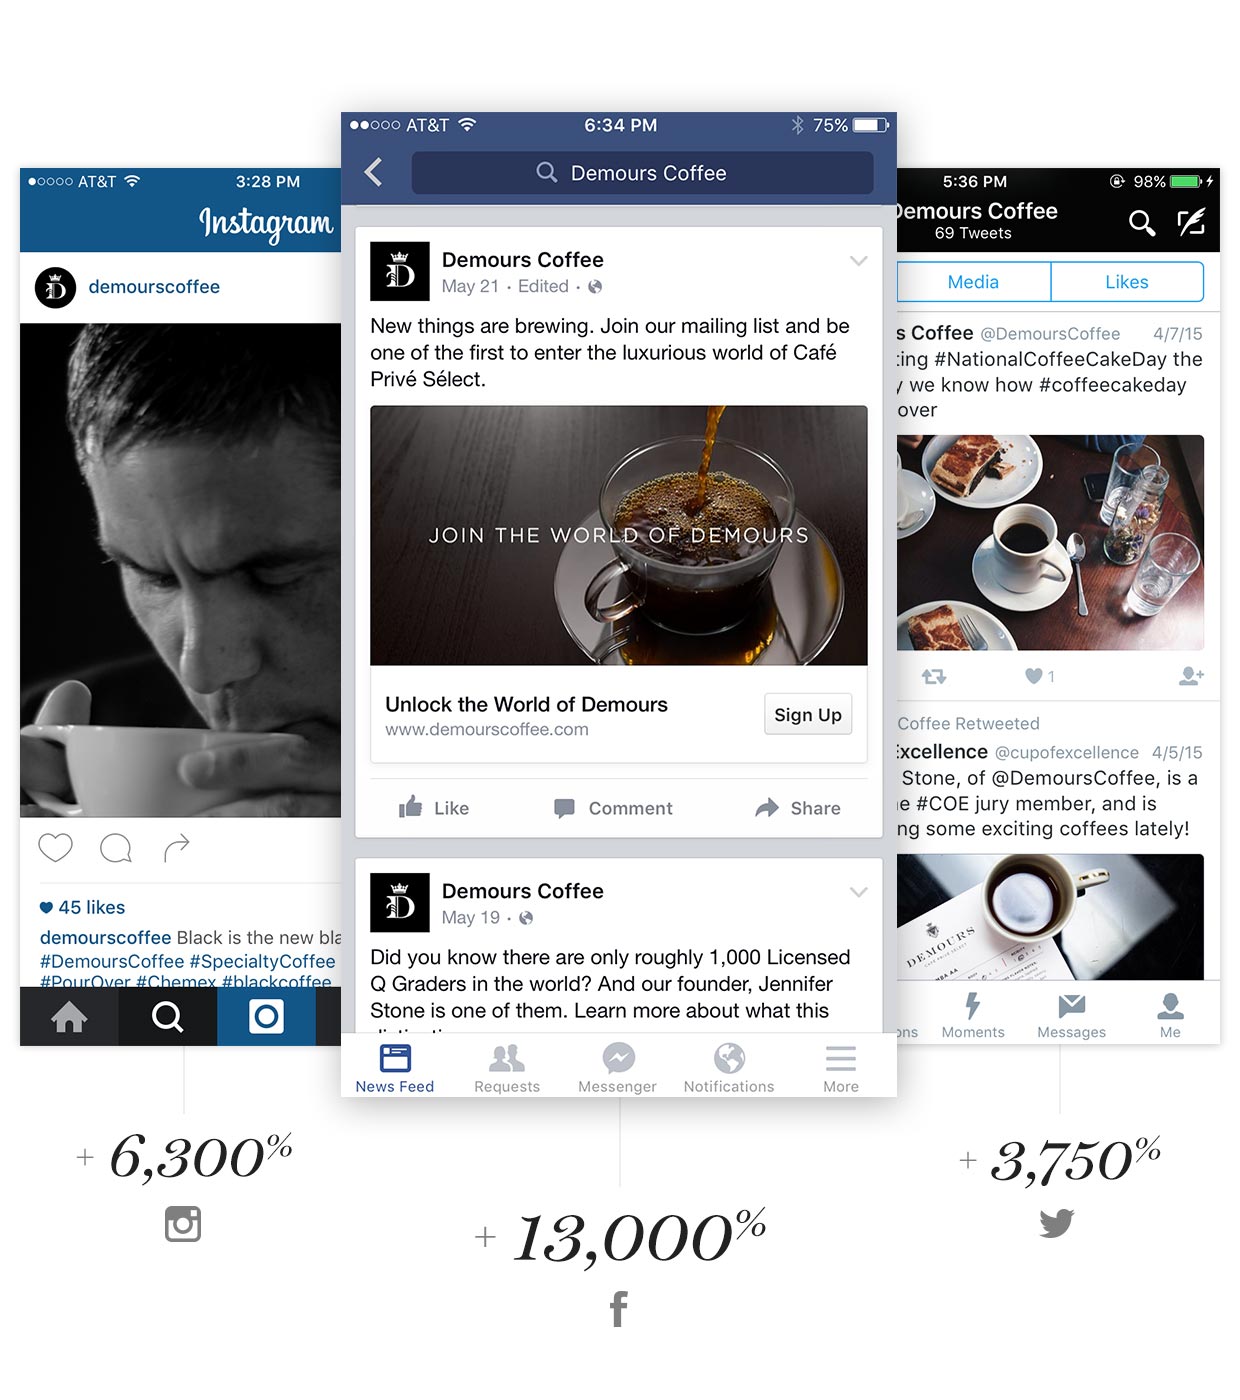 AT&T
3:28 PM
Instagram
demourscoffee
45 likes
demourscoffee Black is the new
#DemoursCoffee #SpecialtyCoffee
#PourOver #Chemex #blackcoffee
AT&T
6:34 PM
75%
Demours Coffee
D
Demours Coffee
May 21 · Edited ·
New things are brewing. Join our mailing list and be
one of the first to enter the luxurious world of Café
Privé Sélect.
JOIN THE WORLD OF DEMOURS
Unlock the World of Demours
www.demourscoffee.com
Sign Up
Like
Comment
Share
D
Demours Coffee
May 19 ·
Did you know there are only roughly 1,000 Licensed
Q Graders in the world? And our founder, Jennifer
Stone is one of them. Learn more about what this
News Feed
Requests
Messenger
Notifications
More
5:36 PM
98%
Demours Coffee
69 Tweets
Media
Likes
s Coffee @DemoursCoffee 4/7/15
ting #NationalCoffeeCakeDay the
y we know how #coffeecakeday
over
1
Coffee Retweeted
Excellence @cupofexcellence 4/5/15
Stone, of @DemoursCoffee, is a
e #COE jury member, and is
ng some exciting coffees lately!
DEMOURS
CAFÉ PRIVÉ SÉLECT
ons
Moments
Messages
Me
+ 6,300%
+ 13,000%
+ 3,750%